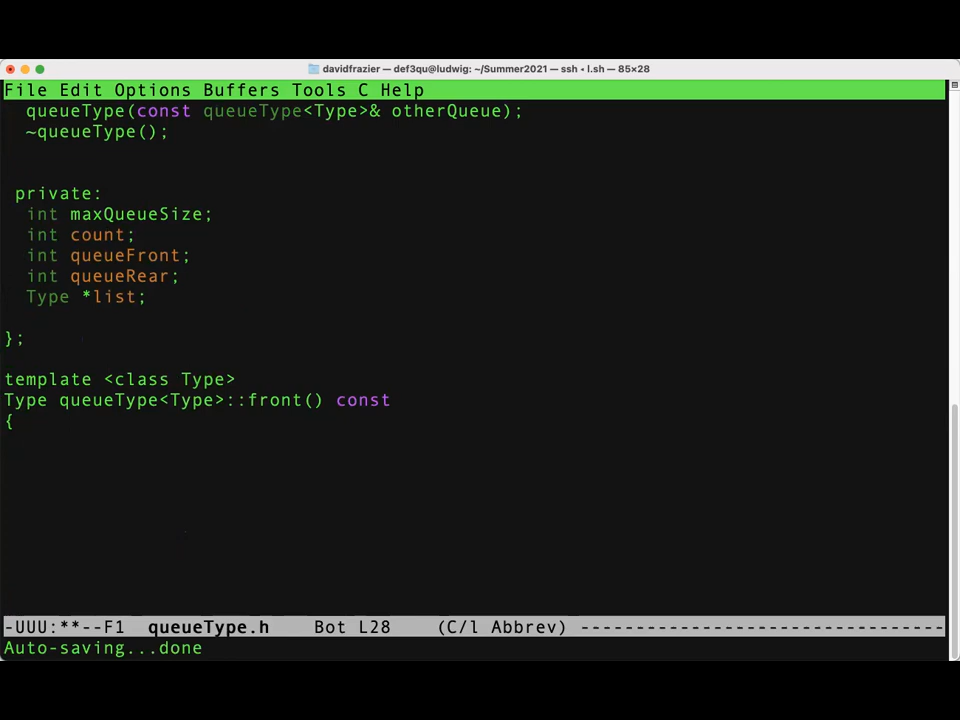 davidfrazier — def3qu@ludwig: ~/Summer2021 — ssh ◂ l.sh — 85×28
File Edit Options Buffers Tools C Help
queueType(const queueType<Type>& otherQueue);
~queueType();
private:
int maxQueueSize;
int count;
int queueFront;
int queueRear;
Type *list;
};
template <class Type>
Type queueType<Type>::front() const
{
-UUU:**--F1  queueType.h    Bot L28    (C/l Abbrev) ---------------------------------
Auto-saving...done